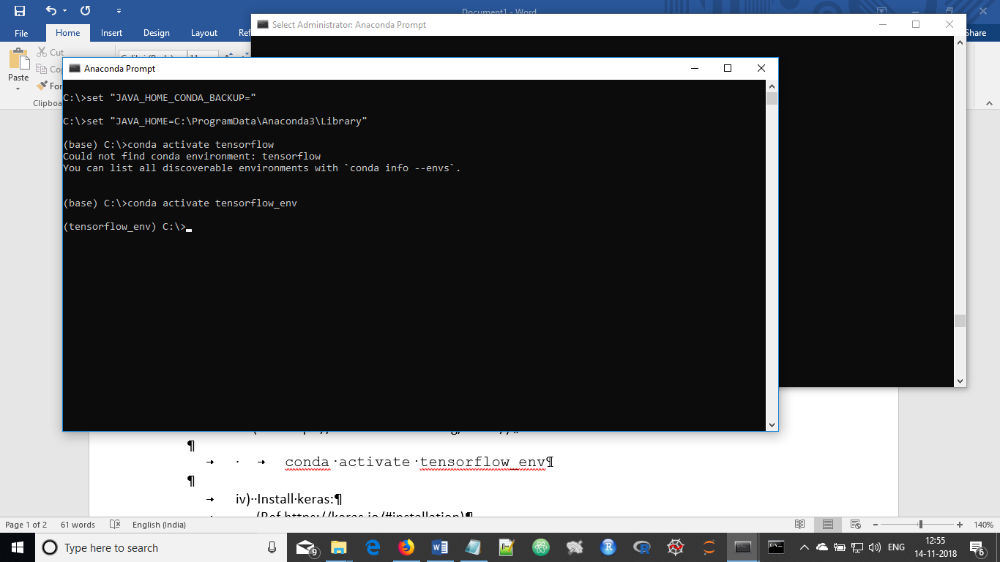 Document1 - Word
File
Home
Insert
Design
Layout
Ref
Share
Select Administrator: Anaconda Prompt
Cut
Paste
Cop
For
Clipboa
11
Anaconda Prompt
C:\>set "JAVA_HOME_CONDA_BACKUP="
C:\>set "JAVA_HOME=C:\ProgramData\Anaconda3\Library"
(base) C:\>conda activate tensorflow
Could not find conda environment: tensorflow
You can list all discoverable environments with `conda info --envs`.
(base) C:\>conda activate tensorflow_env
(tensorflow_env) C:\>
¶
→ · → conda·activate·tensorflow_env¶
¶
→ iv)··Install·keras:¶
(Ref https://keras.io/#installation)¶
Page 1 of 2 61 words English (India) 140%
Type here to search
9
ENG
12:55
14-11-2018
6